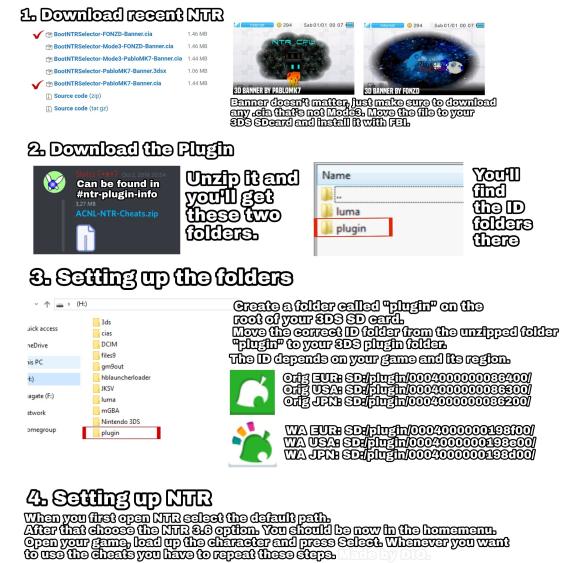 1. Download recent NTR
BootNTRSelector-FONZD-Banner.cia 1.46 MB
BootNTRSelector-Mode3-FONZD-Banner.cia 1.46 MB
BootNTRSelector-Mode3-PabloMK7-Banner.cia 1.44 MB
BootNTRSelector-PabloMK7-Banner.3dsx 1.06 MB
BootNTRSelector-PabloMK7-Banner.cia 1.44 MB
Source code (zip)
Source code (tar.gz)
Internet 294 Sab 01/01 00 07
NTR CFW
3D BANNER BY PABLOMK7
Internet 294 Sab 01/01 00 07
3D BANNER BY FONZD
Banner doesn't matter, just make sure to download
any .cia that's not Mode3. Move the file to your
3DS SDcard and install it with FBI.
2. Download the Plugin
Can be found in
#ntr-plugin-info
3.27 MB
ACNL-NTR-Cheats.zip
Unzip it and
you'll get
these two
folders.
Name
..
luma
plugin
You'll
find
the ID
folders
there
3. Setting up the folders
(H:)
uick access
neDrive
his PC
H:)
eagate (F:)
etwork
omegroup
3ds
cias
DCIM
files9
gm9out
hblauncherloader
JKSV
luma
mGBA
Nintendo 3DS
plugin
Create a folder called "plugin" on the
root of your 3DS SD card.
Move the correct ID folder from the unzipped folder
"plugin" to your 3DS plugin folder.
The ID depends on your game and its region.
Orig EUR: SD:/plugin/0004000000086400/
Orig USA: SD:/plugin/0004000000086300/
Orig JPN: SD:/plugin/0004000000086200/
WA EUR: SD:/plugin/0004000000198f00/
WA USA: SD:/plugin/0004000000198e00/
WA JPN: SD:/plugin/0004000000198d00/
4. Setting up NTR
When you first open NTR select the default path.
After that choose the NTR 3.6 option. You should be now in the homemenu.
Open your game, load up the character and press Select. Whenever you want
to use the cheats you have to repeat these steps. Made by